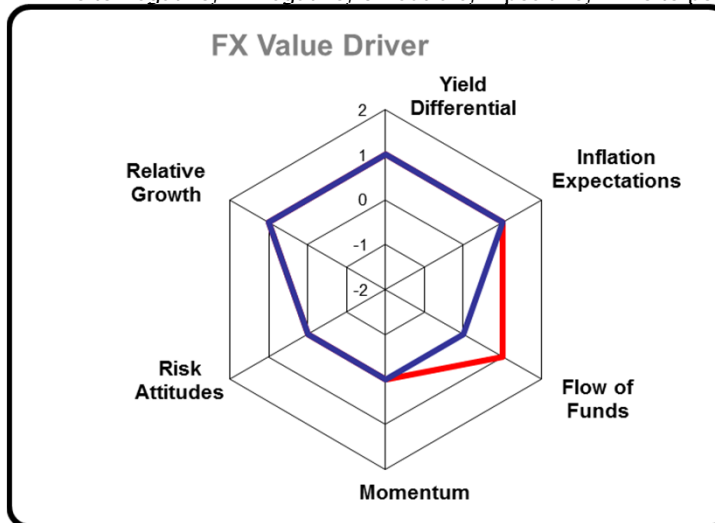 FX Value Driver
Yield
Differential
Inflation
Expectations
Relative
Growth
2
1
0
-1
-2
Risk
Attitudes
Flow of
Funds
Momentum